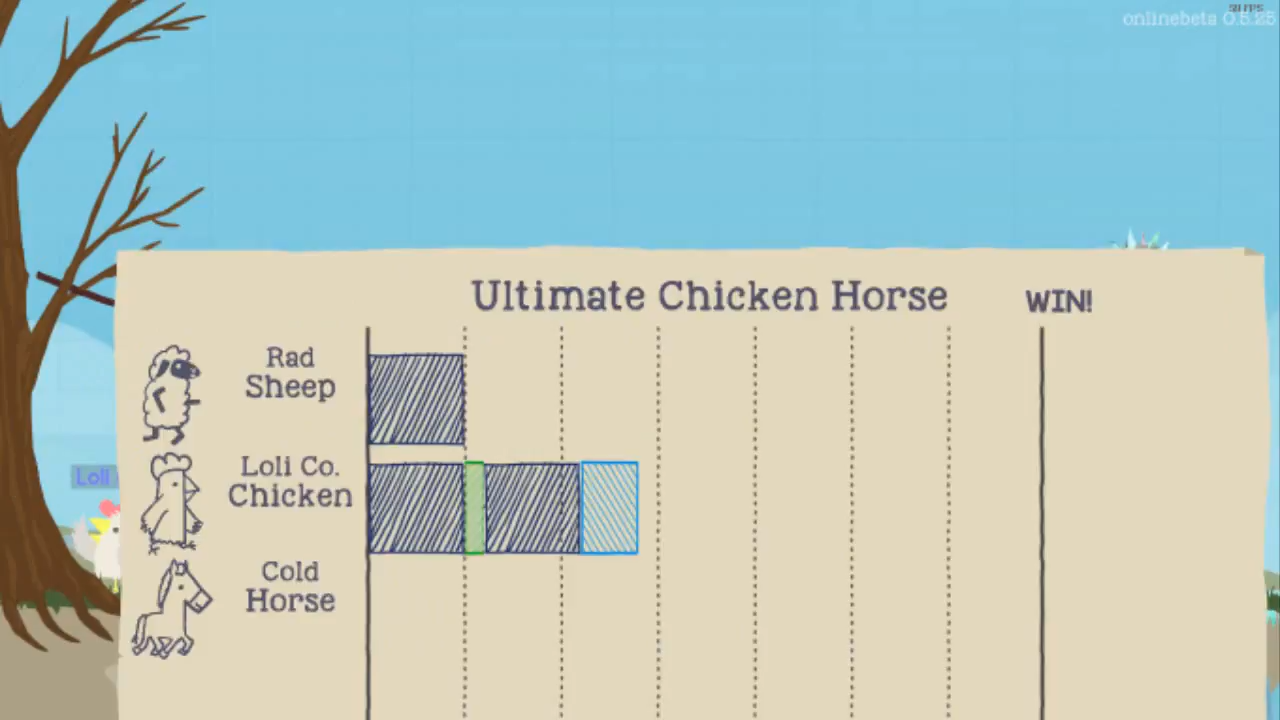 onlinebeta 0.5.25
Ultimate Chicken Horse
WIN!
Rad
Sheep
Loli Co.
Chicken
Loli
Cold
Horse